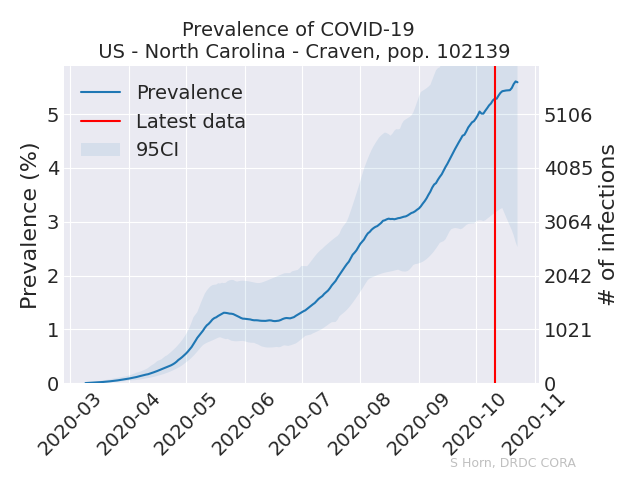 Prevalence of COVID-19
US - North Carolina - Craven, pop. 102139
Prevalence
Latest data
95CI
Prevalence (%)
5
4
3
2
1
0
5106
4085
3064
2042
1021
0
# of infections
2020-03
2020-04
2020-05
2020-06
2020-07
2020-08
2020-09
2020-10
2020-11
S Horn, DRDC CORA